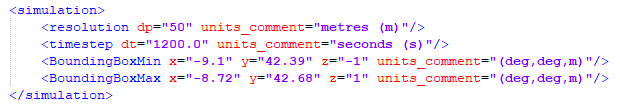 <simulation>
<resolution dp="50" units_comment="metres (m)"/>
<timestep dt="1200.0" units_comment="seconds (s)"/>
<BoundingBoxMin x="-9.1" y="42.39" z="-1" units_comment="(deg,deg,m)"/>
<BoundingBoxMax x="-8.72" y="42.68" z="1" units_comment="(deg,deg,m)"/>
</simulation>